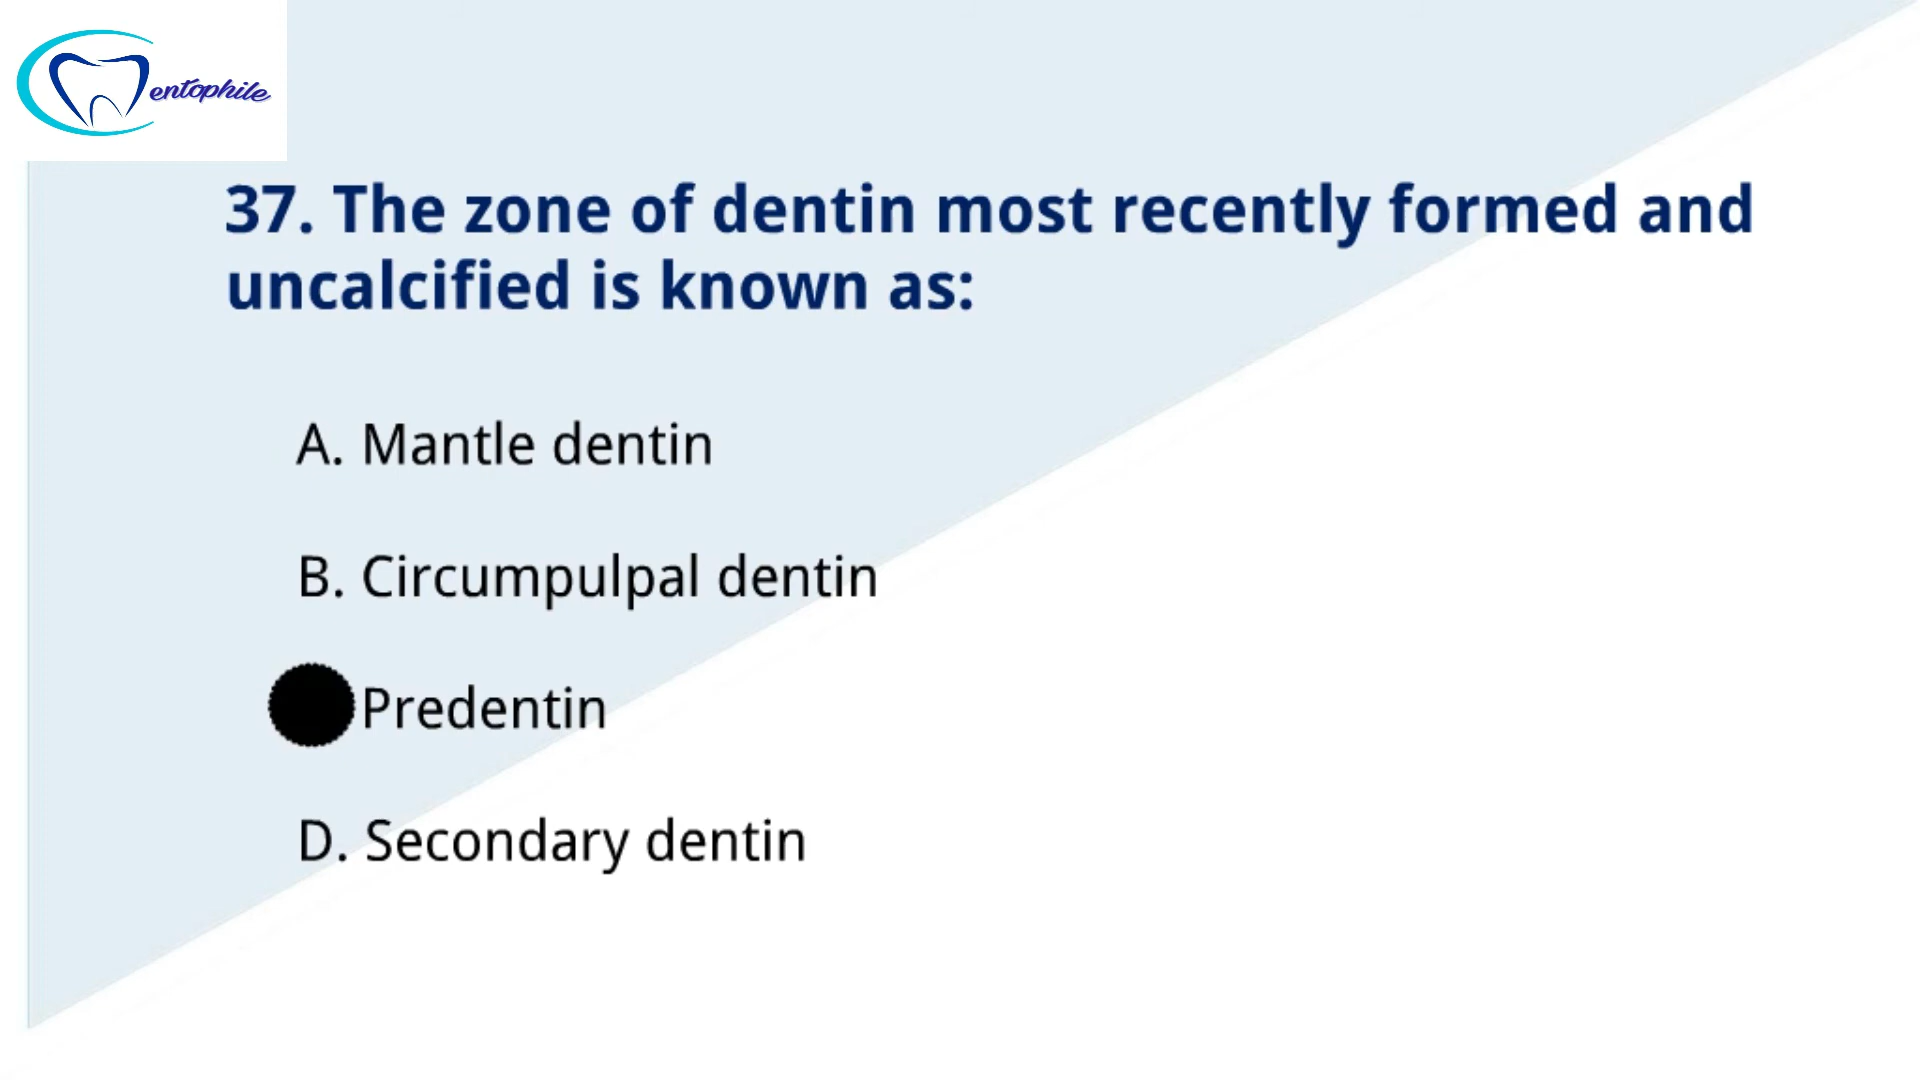 entophile
37. The zone of dentin most recently formed and
uncalcified is known as:
A. Mantle dentin
B. Circumpulpal dentin
Predentin
D. Secondary dentin